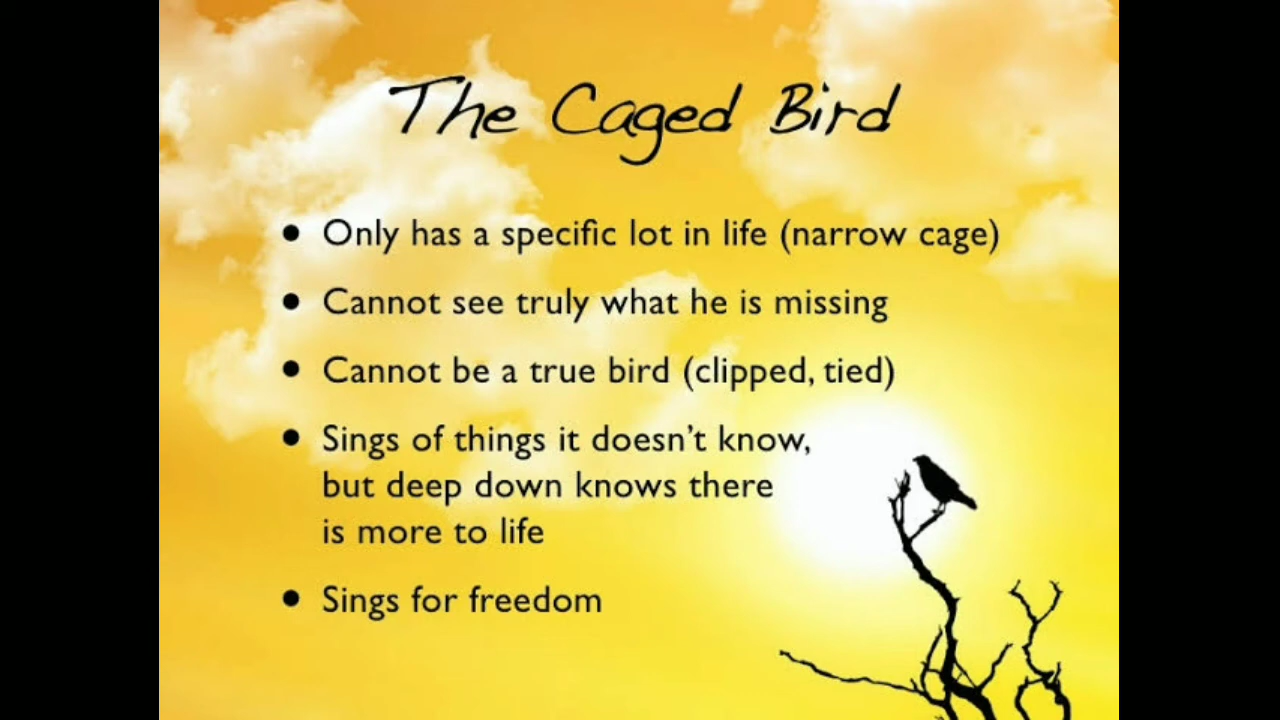 The Caged Bird
• Only has a specific lot in life (narrow cage)
• Cannot see truly what he is missing
• Cannot be a true bird (clipped, tied)
• Sings of things it doesn’t know,
but deep down knows there
is more to life
• Sings for freedom